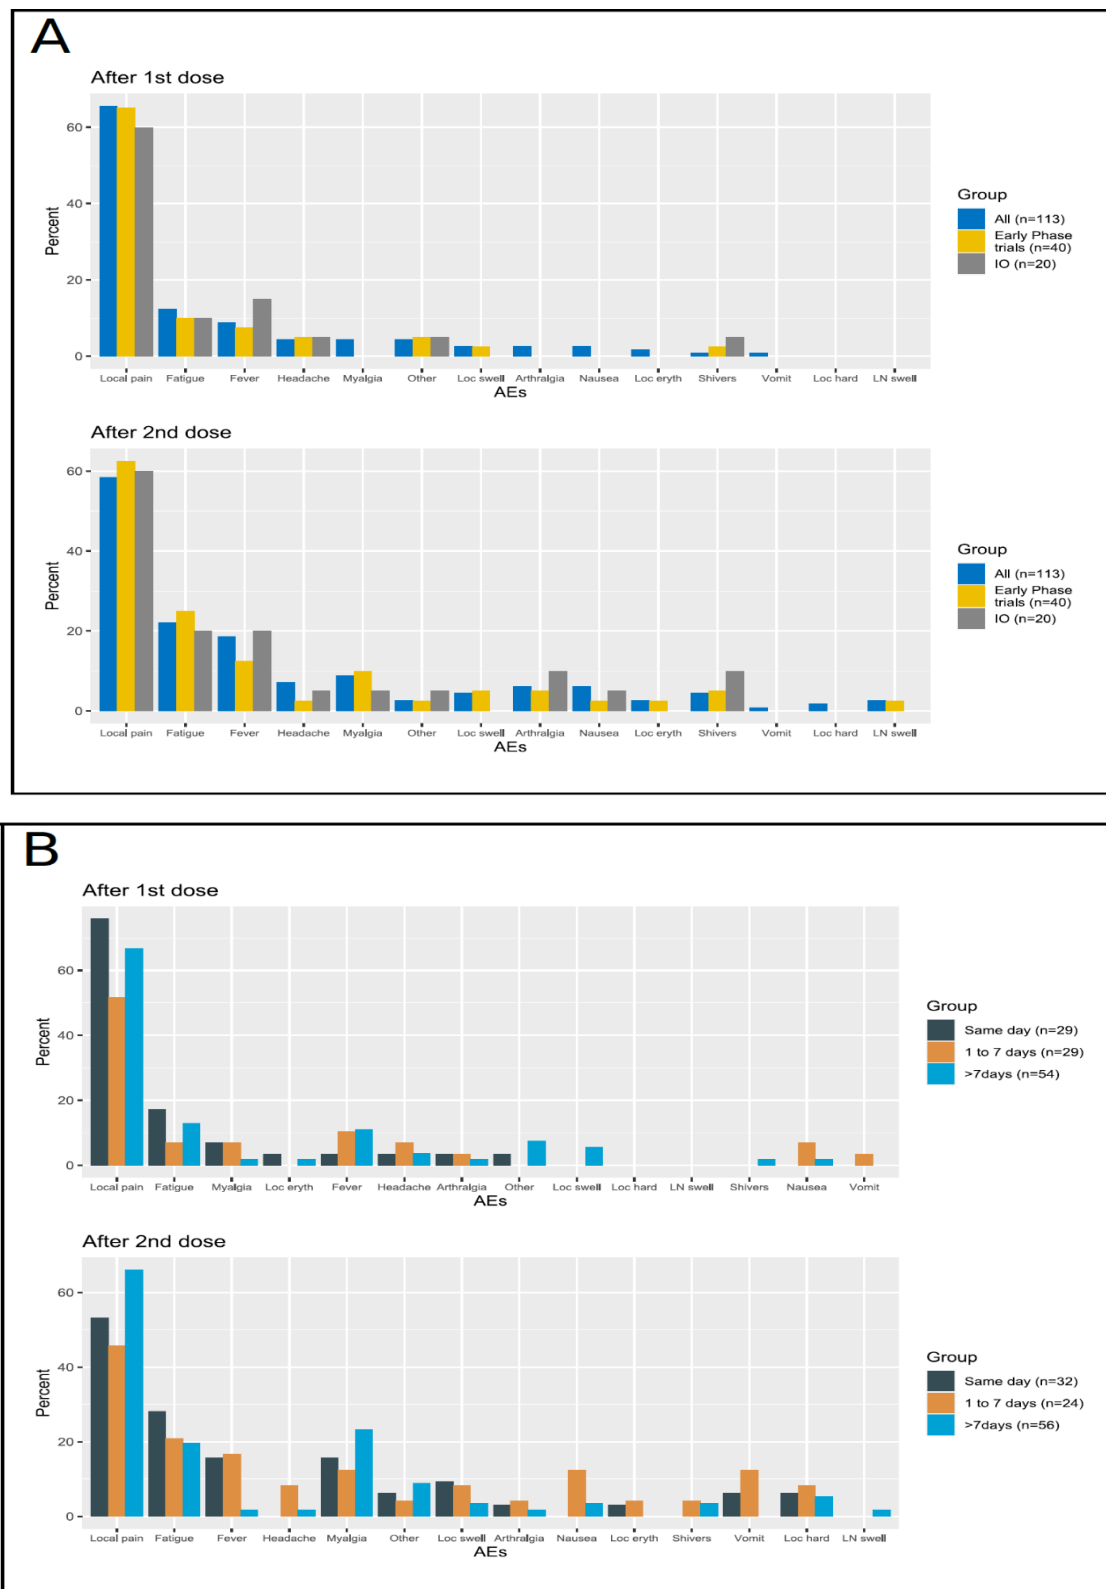 A
After 1st dose
Percent
60
40
20
0
Local pain Fatigue Fever Headache Myalgia Other Loc swell Arthralgia Nausea Loc eryth Shivers Vomit Loc hard LN swell
AEs
Group
All (n=113)
Early Phase
trials (n=40)
IO (n=20)
After 2nd dose
Percent
60
40
20
0
Local pain Fatigue Fever Headache Myalgia Other Loc swell Arthralgia Nausea Loc eryth Shivers Vomit Loc hard LN swell
AEs
Group
All (n=113)
Early Phase
trials (n=40)
IO (n=20)
B
After 1st dose
Percent
60
40
20
0
Local pain Fatigue Myalgia Loc eryth Fever Headache Arthralgia Other Loc swell Loc hard LN swell Shivers Nausea Vomit
AEs
Group
Same day (n=29)
1 to 7 days (n=29)
>7days (n=54)
After 2nd dose
Percent
60
40
20
0
Local pain Fatigue Fever Headache Myalgia Other Loc swell Arthralgia Nausea Loc eryth Shivers Vomit Loc hard LN swell
AEs
Group
Same day (n=32)
1 to 7 days (n=24)
>7days (n=56)